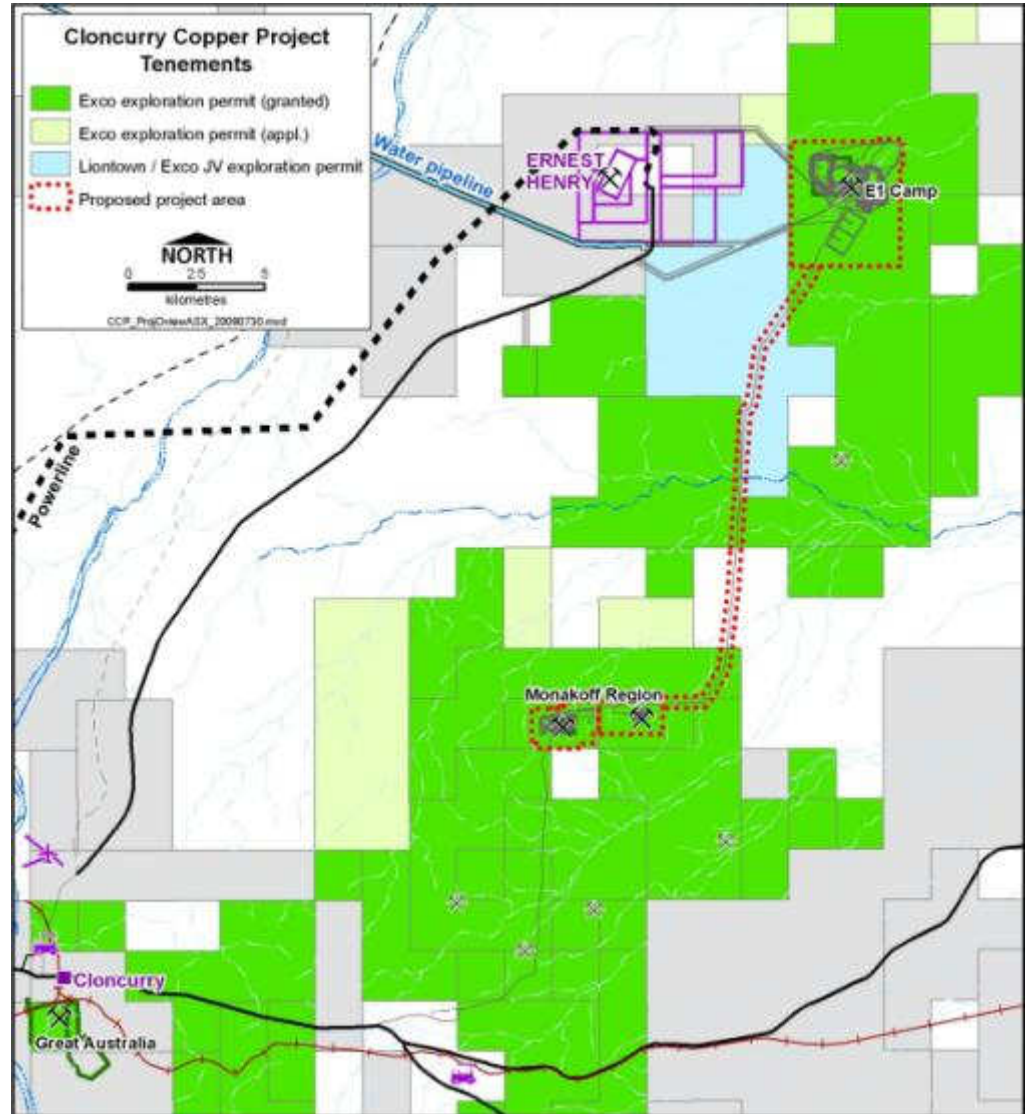 Cloncurry Copper Project
Tenements
Exco exploration permit (granted)
Exco exploration permit (appl.)
Liontown / Exco JV exploration permit
Proposed project area
NORTH
0 2.5 5
kilometres
Water pipeline
ERNEST
HENRY
E1 Camp
Powerline
Monakoff Region
Cloncurry
Great Australia